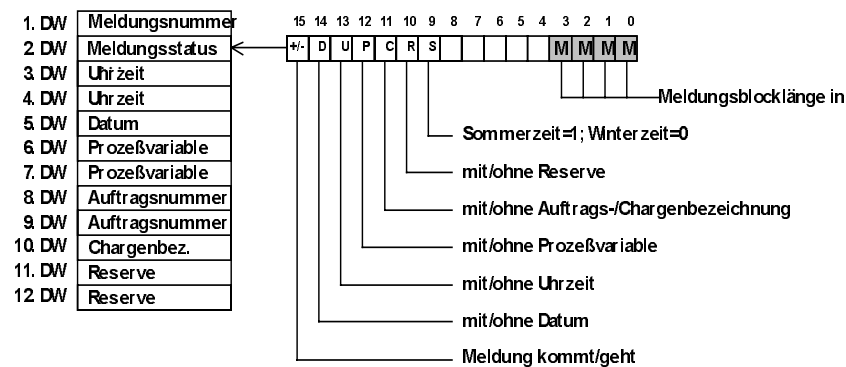 1. DW Meldungsnummer
2. DW Meldungsstatus
3. DW Uhrzeit
4. DW Uhrzeit
5. DW Datum
6. DW Prozeßvariable
7. DW Prozeßvariable
8. DW Auftragsnummer
9. DW Auftragsnummer
10. DW Chargenbez.
11. DW Reserve
12. DW Reserve
15 14 13 12 11 10 9 8 7 6 5 4 3 2 1 0
+/- D U P C R S M M M M
Meldungsblocklänge in
Sommerzeit=1; Winterzeit=0
mit/ohne Reserve
mit/ohne Auftrags-/Chargenbezeichnung
mit/ohne Prozeßvariable
mit/ohne Uhrzeit
mit/ohne Datum
Meldung kommt/geht